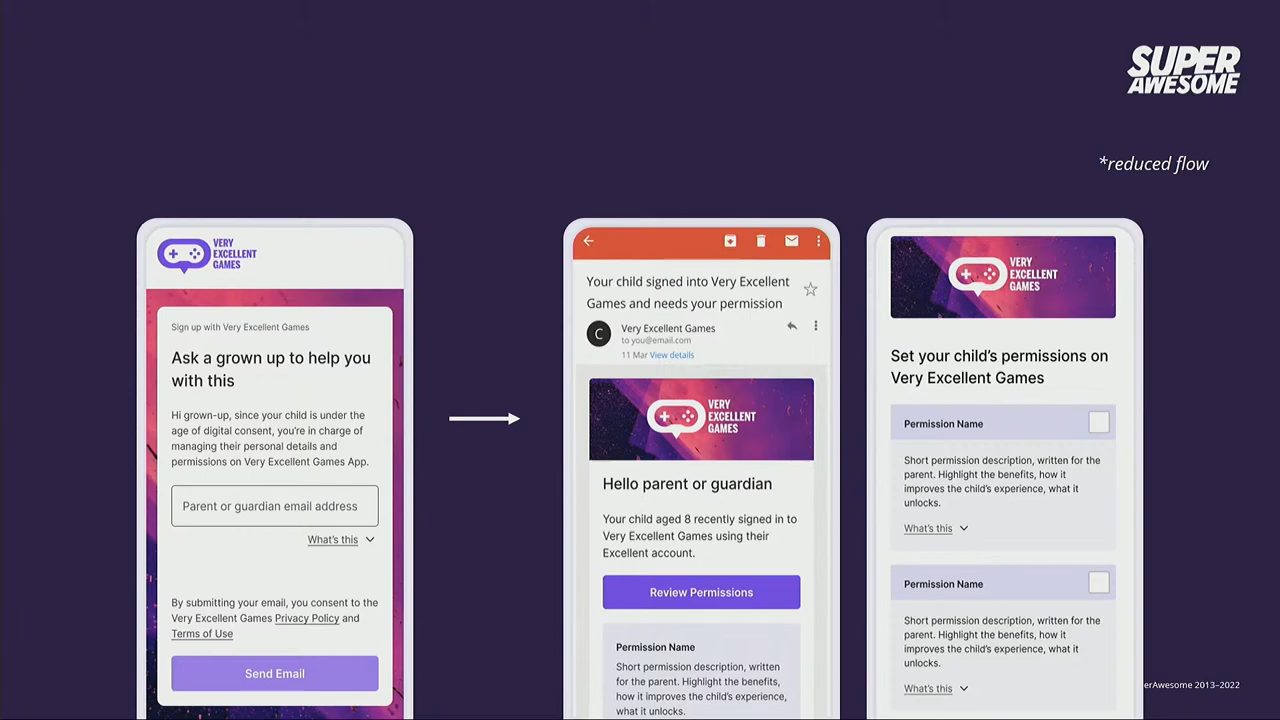 SUPER
AWESOME
*reduced flow
VERY
EXCELLENT
GAMES
Sign up with Very Excellent Games
Ask a grown up to help you
with this
Hi grown-up, since your child is under the
age of digital consent, you're in charge of
managing their personal details and
permissions on Very Excellent Games App.
Parent or guardian email address
What's this
By submitting your email, you consent to the
Very Excellent Games Privacy Policy and
Terms of Use
Send Email
Your child signed into Very Excellent
Games and needs your permission
C
Very Excellent Games
to you@email.com
11 Mar View details
VERY
EXCELLENT
GAMES
Hello parent or guardian
Your child aged 8 recently signed in to
Very Excellent Games using their
Excellent account.
Review Permissions
Permission Name
Short permission description, written
for the parent. Highlight the benefits,
how it improves the child's experience,
what it unlocks.
VERY
EXCELLENT
GAMES
Set your child's permissions on
Very Excellent Games
Permission Name
Short permission description, written for the
parent. Highlight the benefits, how it
improves the child's experience, what it
unlocks.
What's this
Permission Name
Short permission description, written for the
parent. Highlight the benefits, how it
improves the child's experience, what it
unlocks.
What's this
erAwesome 2013–2022